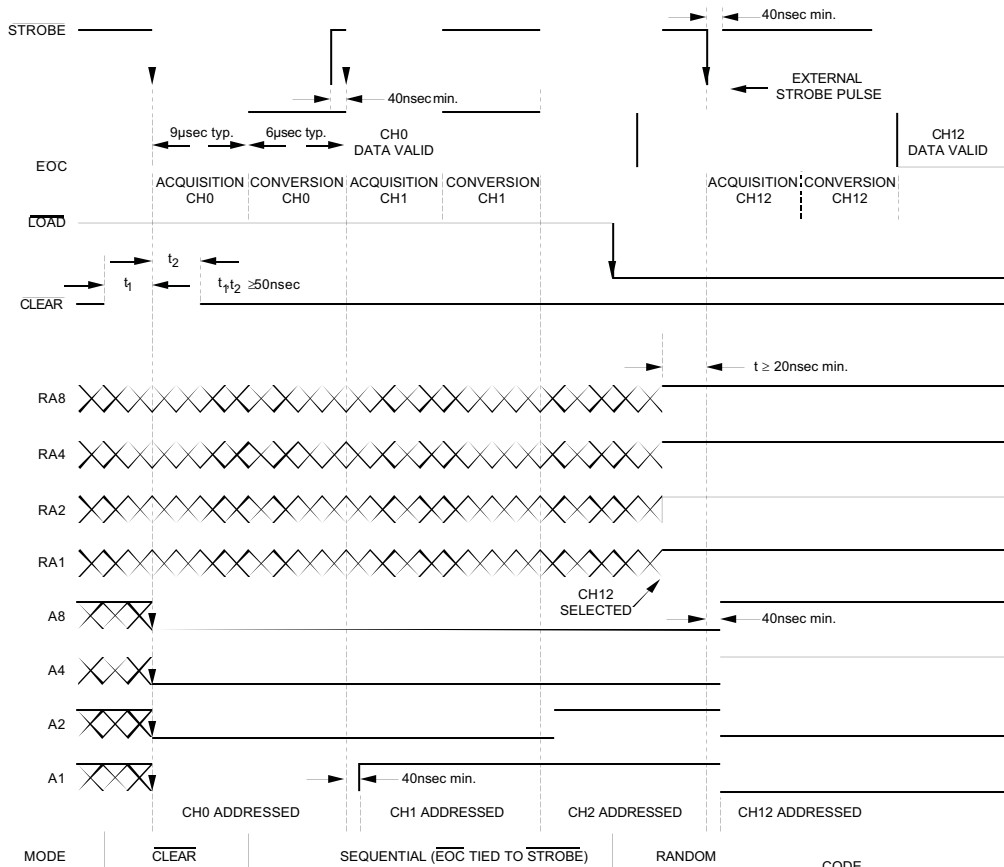 40nsec min.
STROBE
EXTERNAL
STROBE PULSE
40nsec min.
9µsec typ.
6µsec typ.
CH0
DATA VALID
CH12
DATA VALID
EOC
ACQUISITION
CH0
CONVERSION
CH0
ACQUISITION
CH1
CONVERSION
CH1
ACQUISITION
CH12
CONVERSION
CH12
LOAD
t2
t1
t1,t2 ≥50nsec
CLEAR
t ≥ 20nsec min.
RA8
RA4
RA2
RA1
CH12
SELECTED
A8
40nsec min.
A4
A2
A1
40nsec min.
CH0 ADDRESSED
CH1 ADDRESSED
CH2 ADDRESSED
CH12 ADDRESSED
MODE
CLEAR
SEQUENTIAL (EOC TIED TO STROBE)
RANDOM
CODE